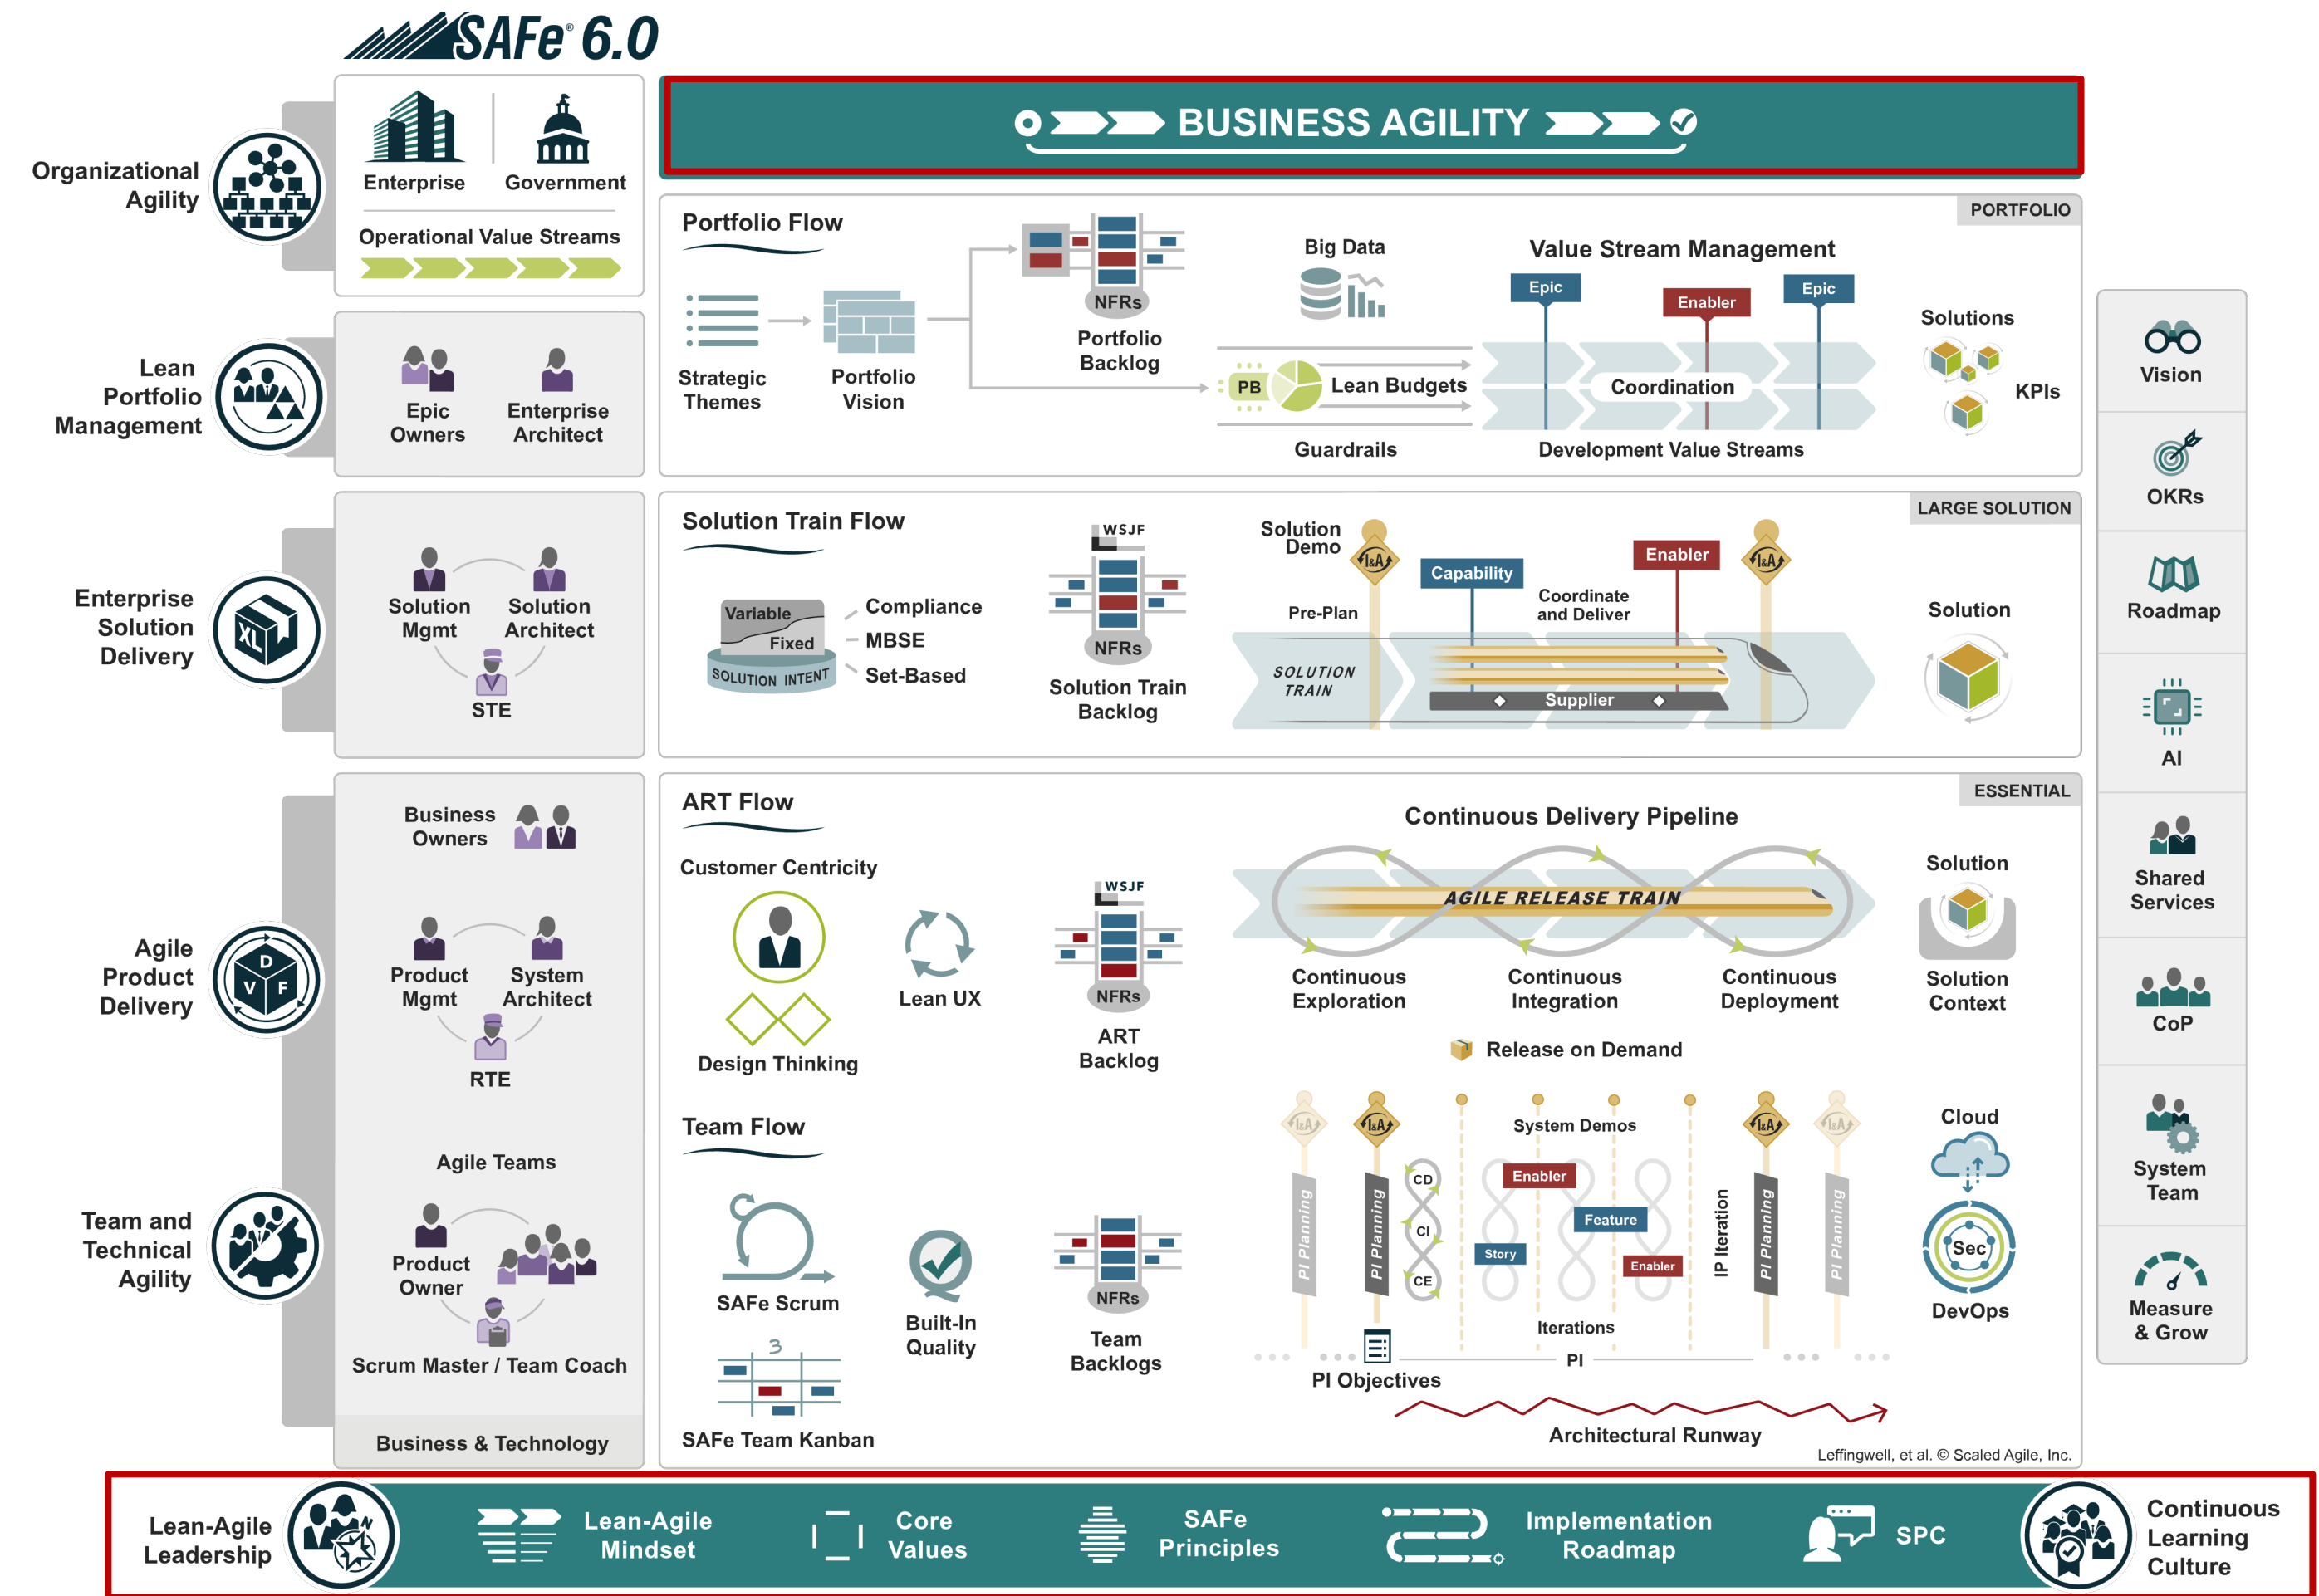 SAFe® 6.0
BUSINESS AGILITY
Organizational
Agility
Enterprise
Government
Operational Value Streams
Lean
Portfolio
Management
Epic
Owners
Enterprise
Architect
PORTFOLIO
Portfolio Flow
Strategic
Themes
Portfolio
Vision
NFRs
Portfolio
Backlog
Big Data
PB
Lean Budgets
Guardrails
Value Stream Management
Epic
Enabler
Epic
Coordination
Development Value Streams
Solutions
KPIs
Enterprise
Solution
Delivery
XL
Solution
Mgmt
Solution
Architect
STE
LARGE SOLUTION
Solution Train Flow
Variable
Fixed
SOLUTION INTENT
Compliance
MBSE
Set-Based
WSJF
NFRs
Solution Train
Backlog
Solution
Demo
I&A
Pre-Plan
Capability
Coordinate
and Deliver
Enabler
I&A
SOLUTION
TRAIN
Supplier
Solution
Agile
Product
Delivery
D
V F
Business
Owners
Product
Mgmt
System
Architect
RTE
ESSENTIAL
ART Flow
Customer Centricity
Design Thinking
Lean UX
WSJF
NFRs
ART
Backlog
Continuous Delivery Pipeline
AGILE RELEASE TRAIN
Continuous
Exploration
Continuous
Integration
Continuous
Deployment
Release on Demand
Solution
Solution
Context
Team and
Technical
Agility
Agile Teams
Product
Owner
Scrum Master / Team Coach
Business & Technology
Team Flow
SAFe Scrum
3
SAFe Team Kanban
Built-In
Quality
NFRs
Team
Backlogs
I&A
I&A
System Demos
I&A
I&A
PI Planning
PI Planning
CD
CI
CE
Enabler
Feature
Story
Enabler
IP Iteration
PI Planning
PI Planning
Iterations
PI
PI Objectives
Architectural Runway
Cloud
Sec
DevOps
Leffingwell, et al. © Scaled Agile, Inc.
Vision
OKRs
Roadmap
AI
Shared
Services
CoP
System
Team
Measure
& Grow
Lean-Agile
Leadership
N
Lean-Agile
Mindset
Core
Values
SAFe
Principles
Implementation
Roadmap
SPC
Continuous
Learning
Culture